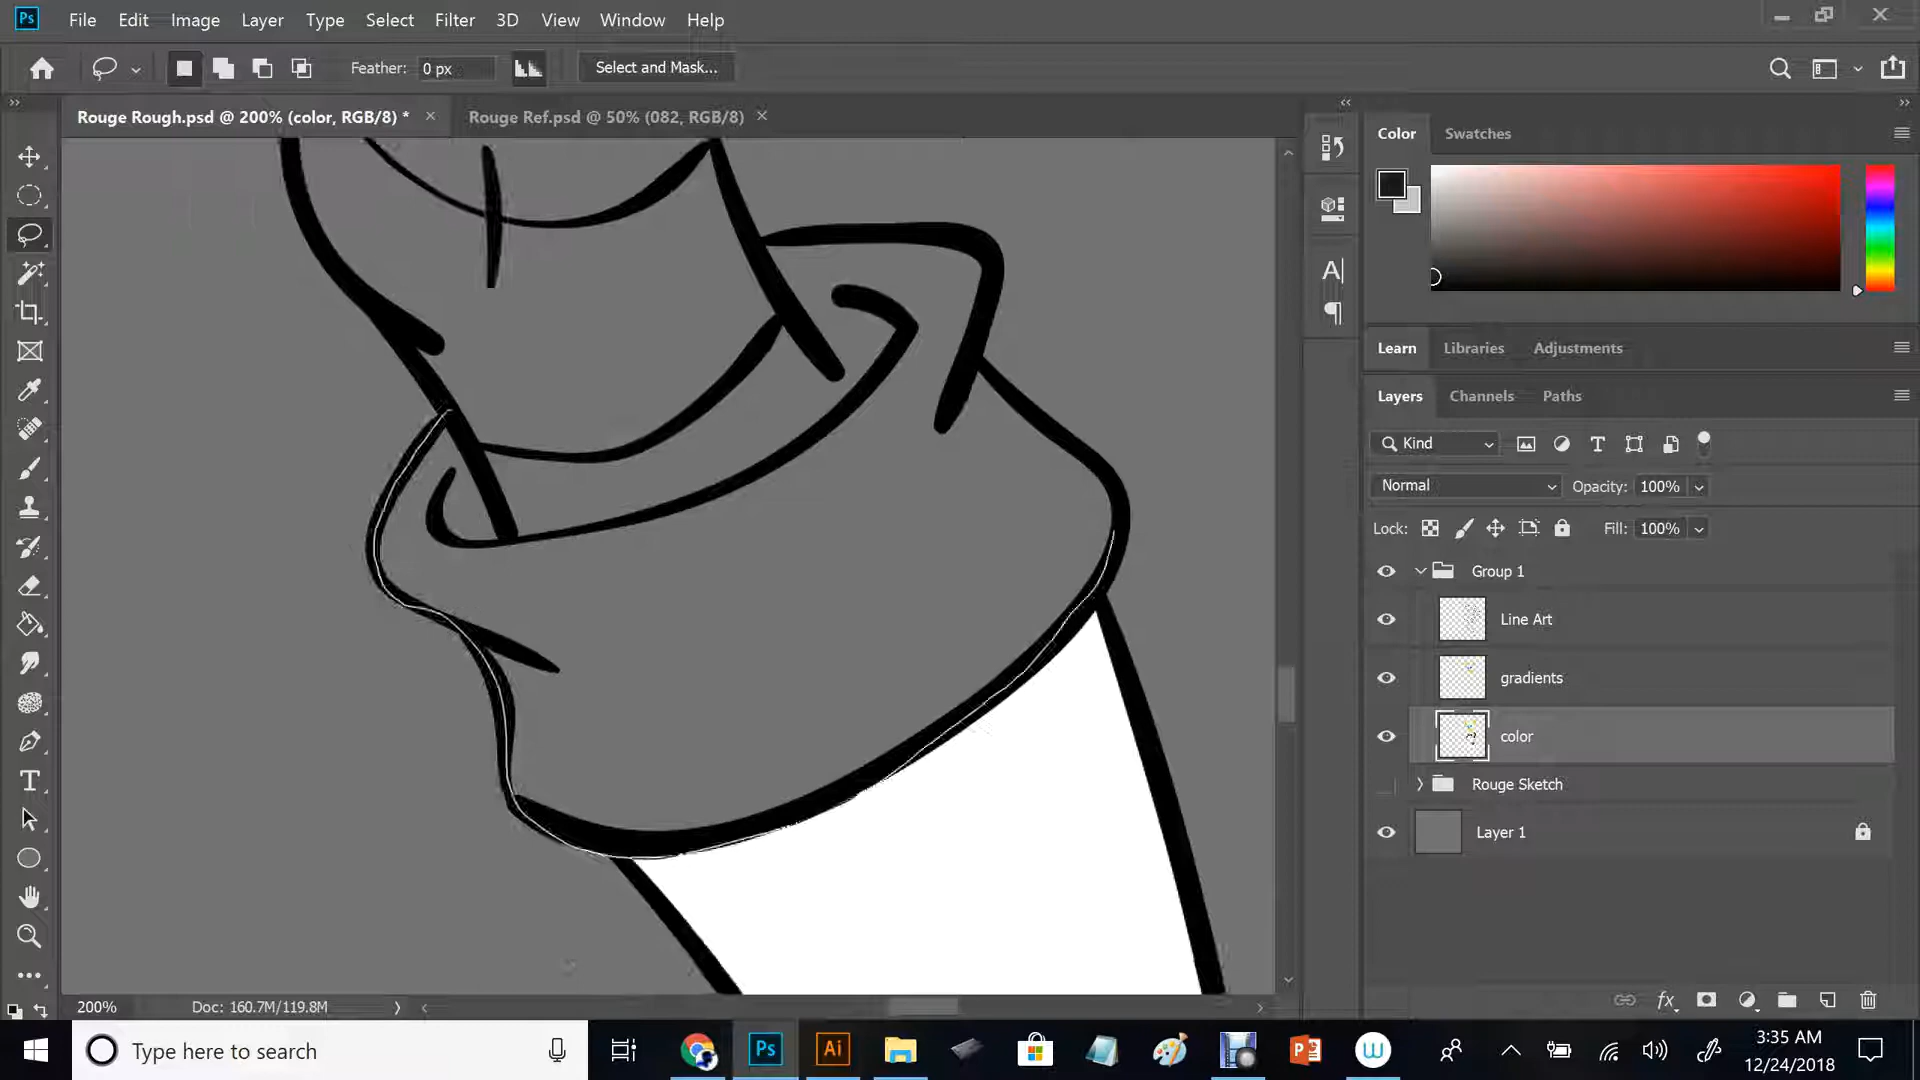 Ps File Edit Image Layer Type Select Filter 3D View Window Help
Feather: 0 px Select and Mask...
Rouge Rough.psd @ 200% (color, RGB/8) * Rouge Ref.psd @ 50% (082, RGB/8)
Color Swatches
Learn Libraries Adjustments
Layers Channels Paths
Kind
Normal Opacity: 100%
Lock: Fill: 100%
Group 1
Line Art
gradients
color
Rouge Sketch
Layer 1
200% Doc: 160.7M/119.8M
Type here to search
Ps
Ai
3:35 AM
12/24/2018